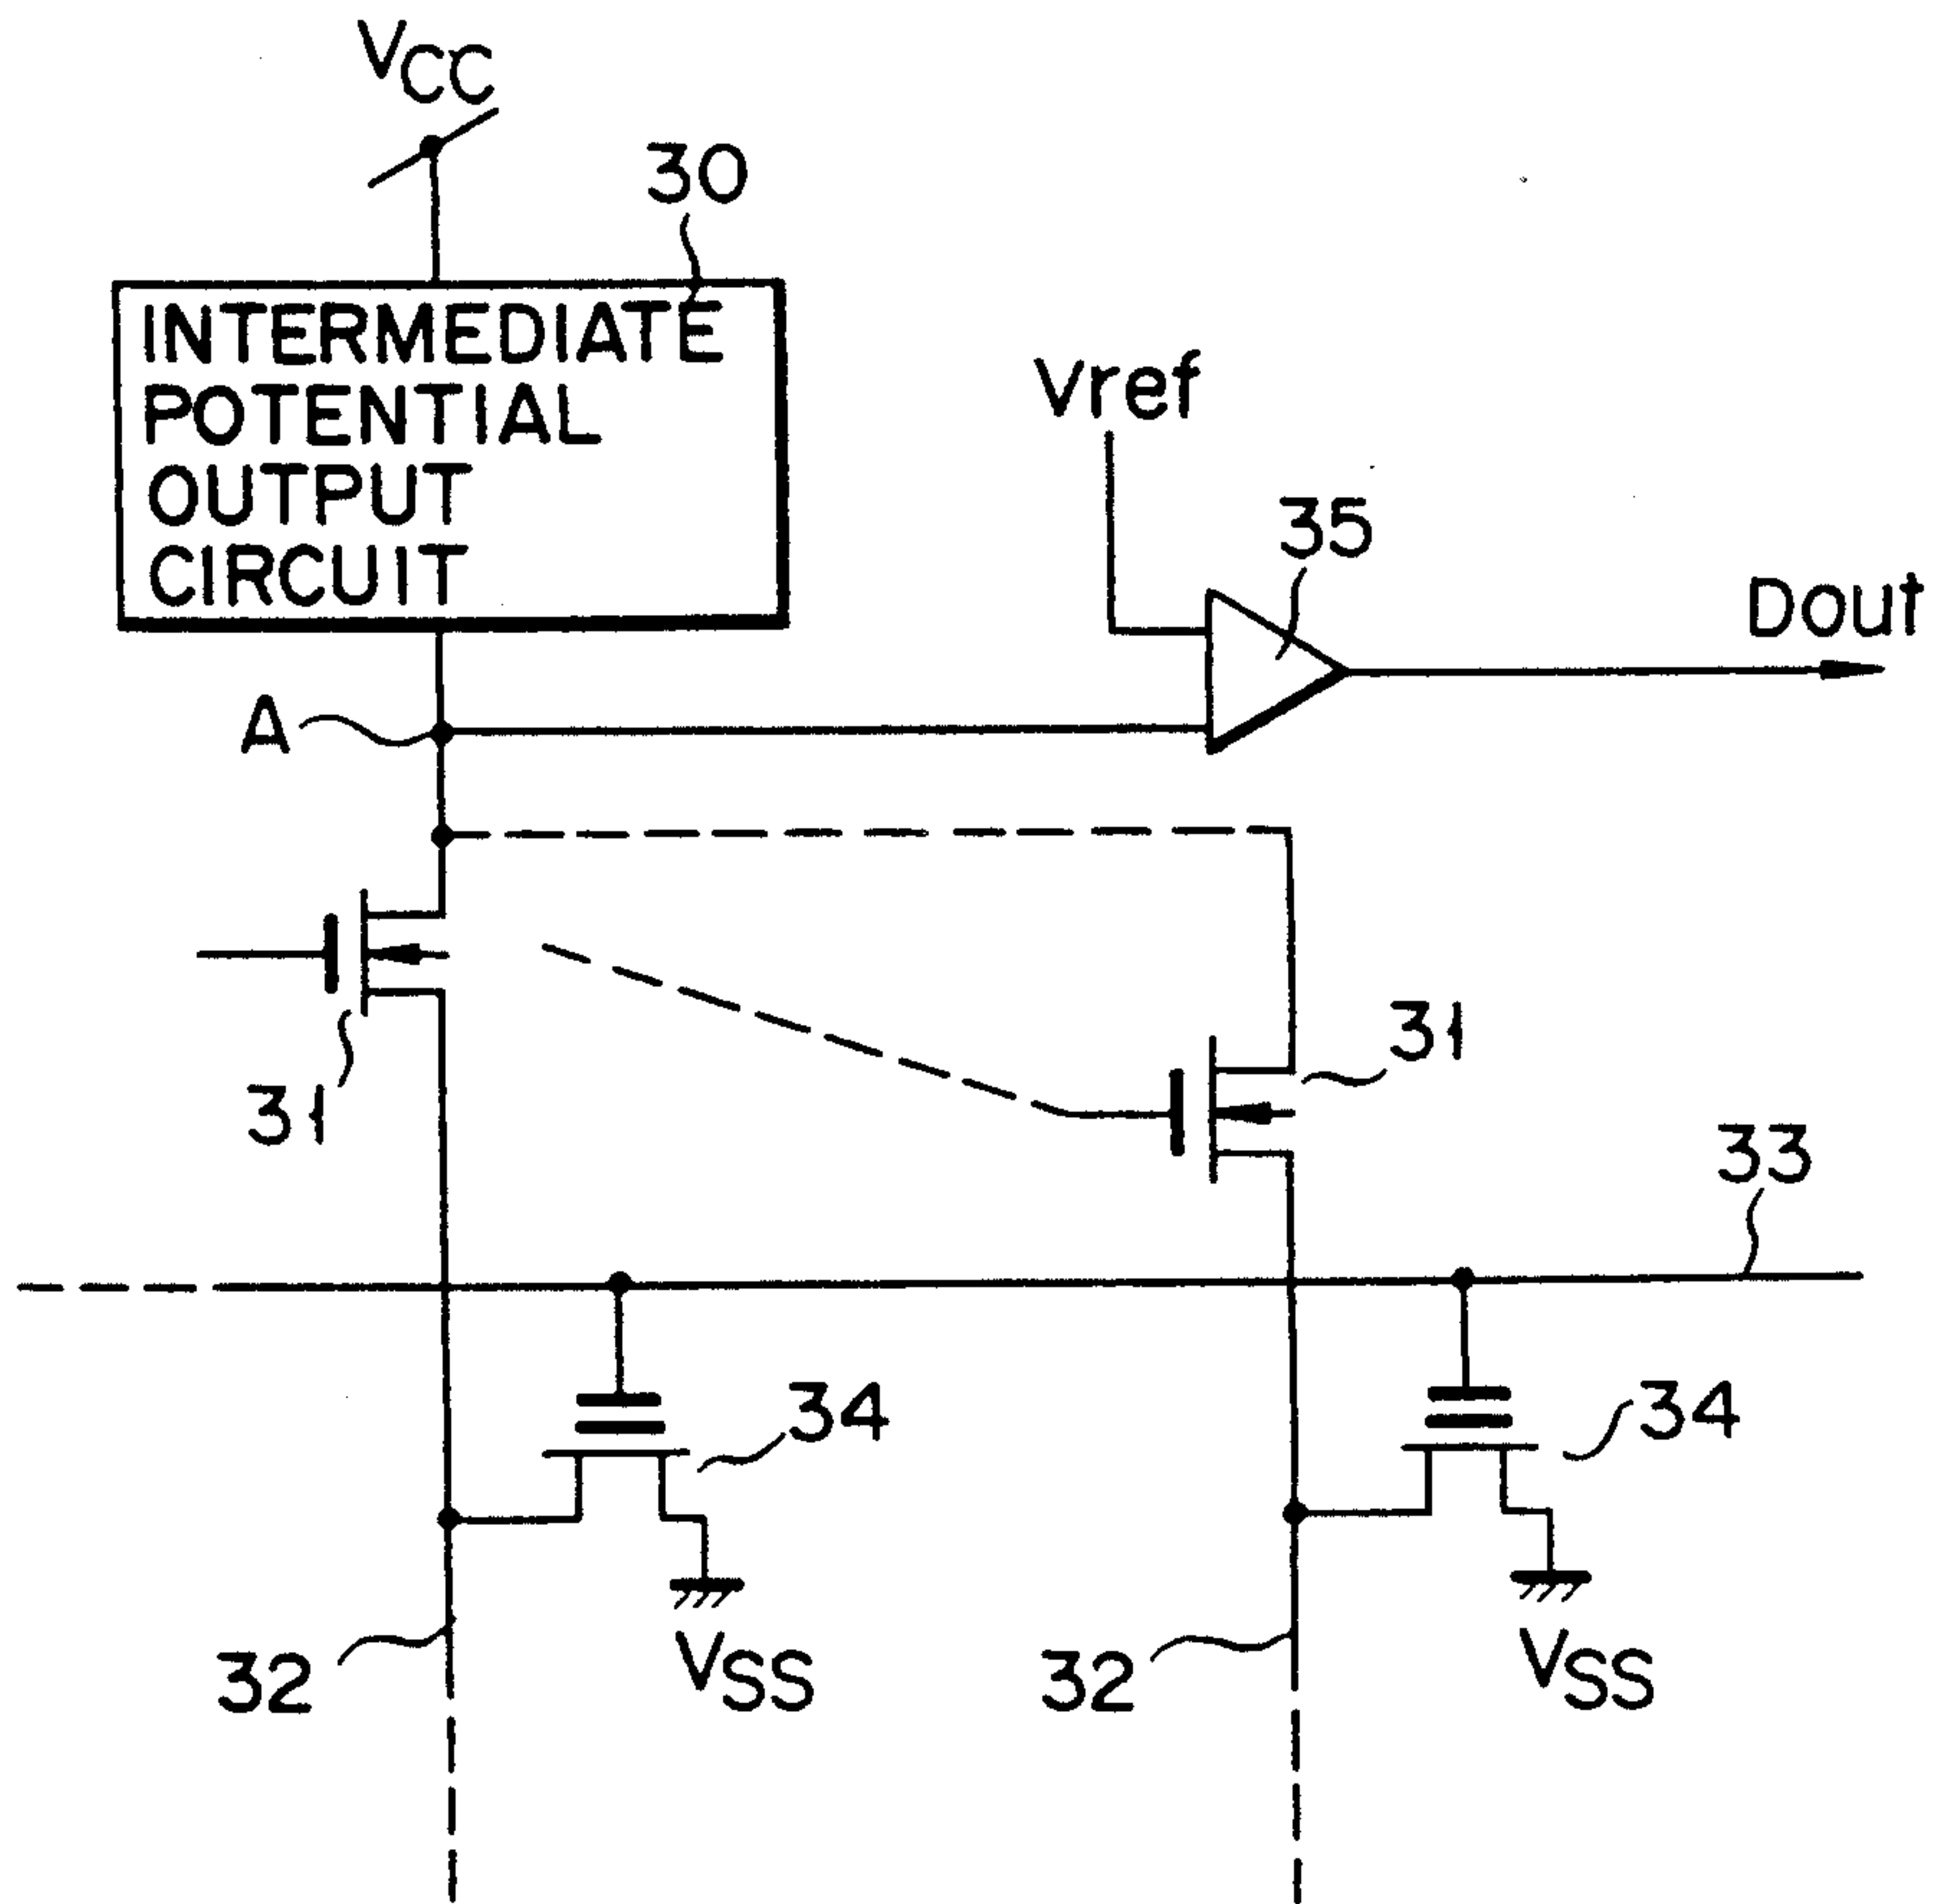 VCC
30
INTERMEDIATE
POTENTIAL
OUTPUT
CIRCUIT
Vref
35
Dout
A
31
31
33
34
34
32
VSS
32
VSS